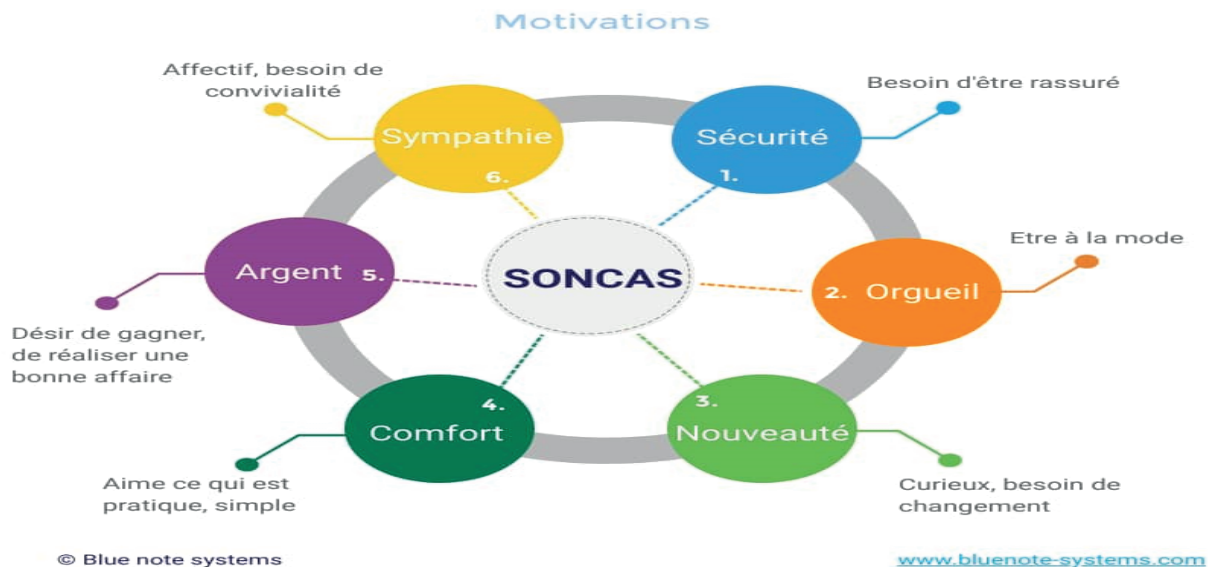 Motivations
Affectif, besoin de
convivialité
Besoin d'être rassuré
Sympathie
6.
Sécurité
1.
Etre à la mode
Argent 5.
SONCAS
2. Orgueil
Désir de gagner,
de réaliser une
bonne affaire
4.
Comfort
3.
Nouveauté
Aime ce qui est
pratique, simple
Curieux, besoin de
changement
© Blue note systems
www.bluenote-systems.com